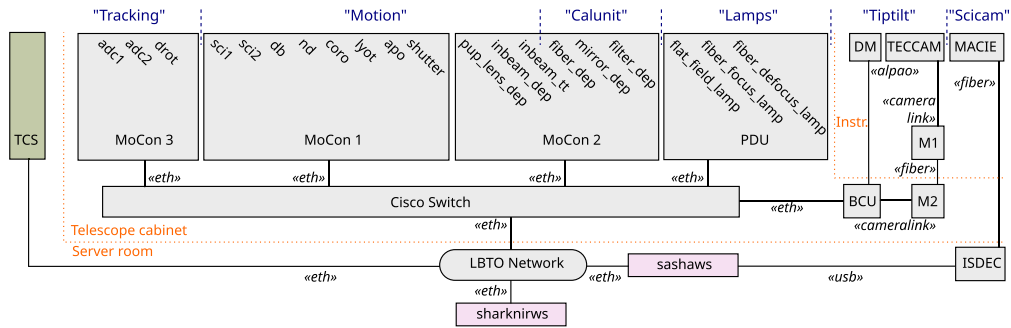 "Tracking" "Motion" "Calunit" "Lamps" "Tiptilt" "Scicam"
adc1 adc2 drot
sci1 sci2 db nd coro lyot apo shutter
pup_lens_dep inbeam_dep inbeam_tt fiber_dep mirror_dep filter_dep
flat_field_lamp fiber_focus_lamp fiber_defocus_lamp
DM TECCAM MACIE
«alpao»
«fiber»
«camera
link»
Instr.
TCS MoCon 3 MoCon 1 MoCon 2 PDU M1
«fiber»
«eth» «eth» «eth» «eth»
Cisco Switch BCU M2
«eth»
«eth» «cameralink»
Telescope cabinet
Server room
LBTO Network sashaws ISDEC
«eth» «eth» «usb»
«eth»
sharknirws